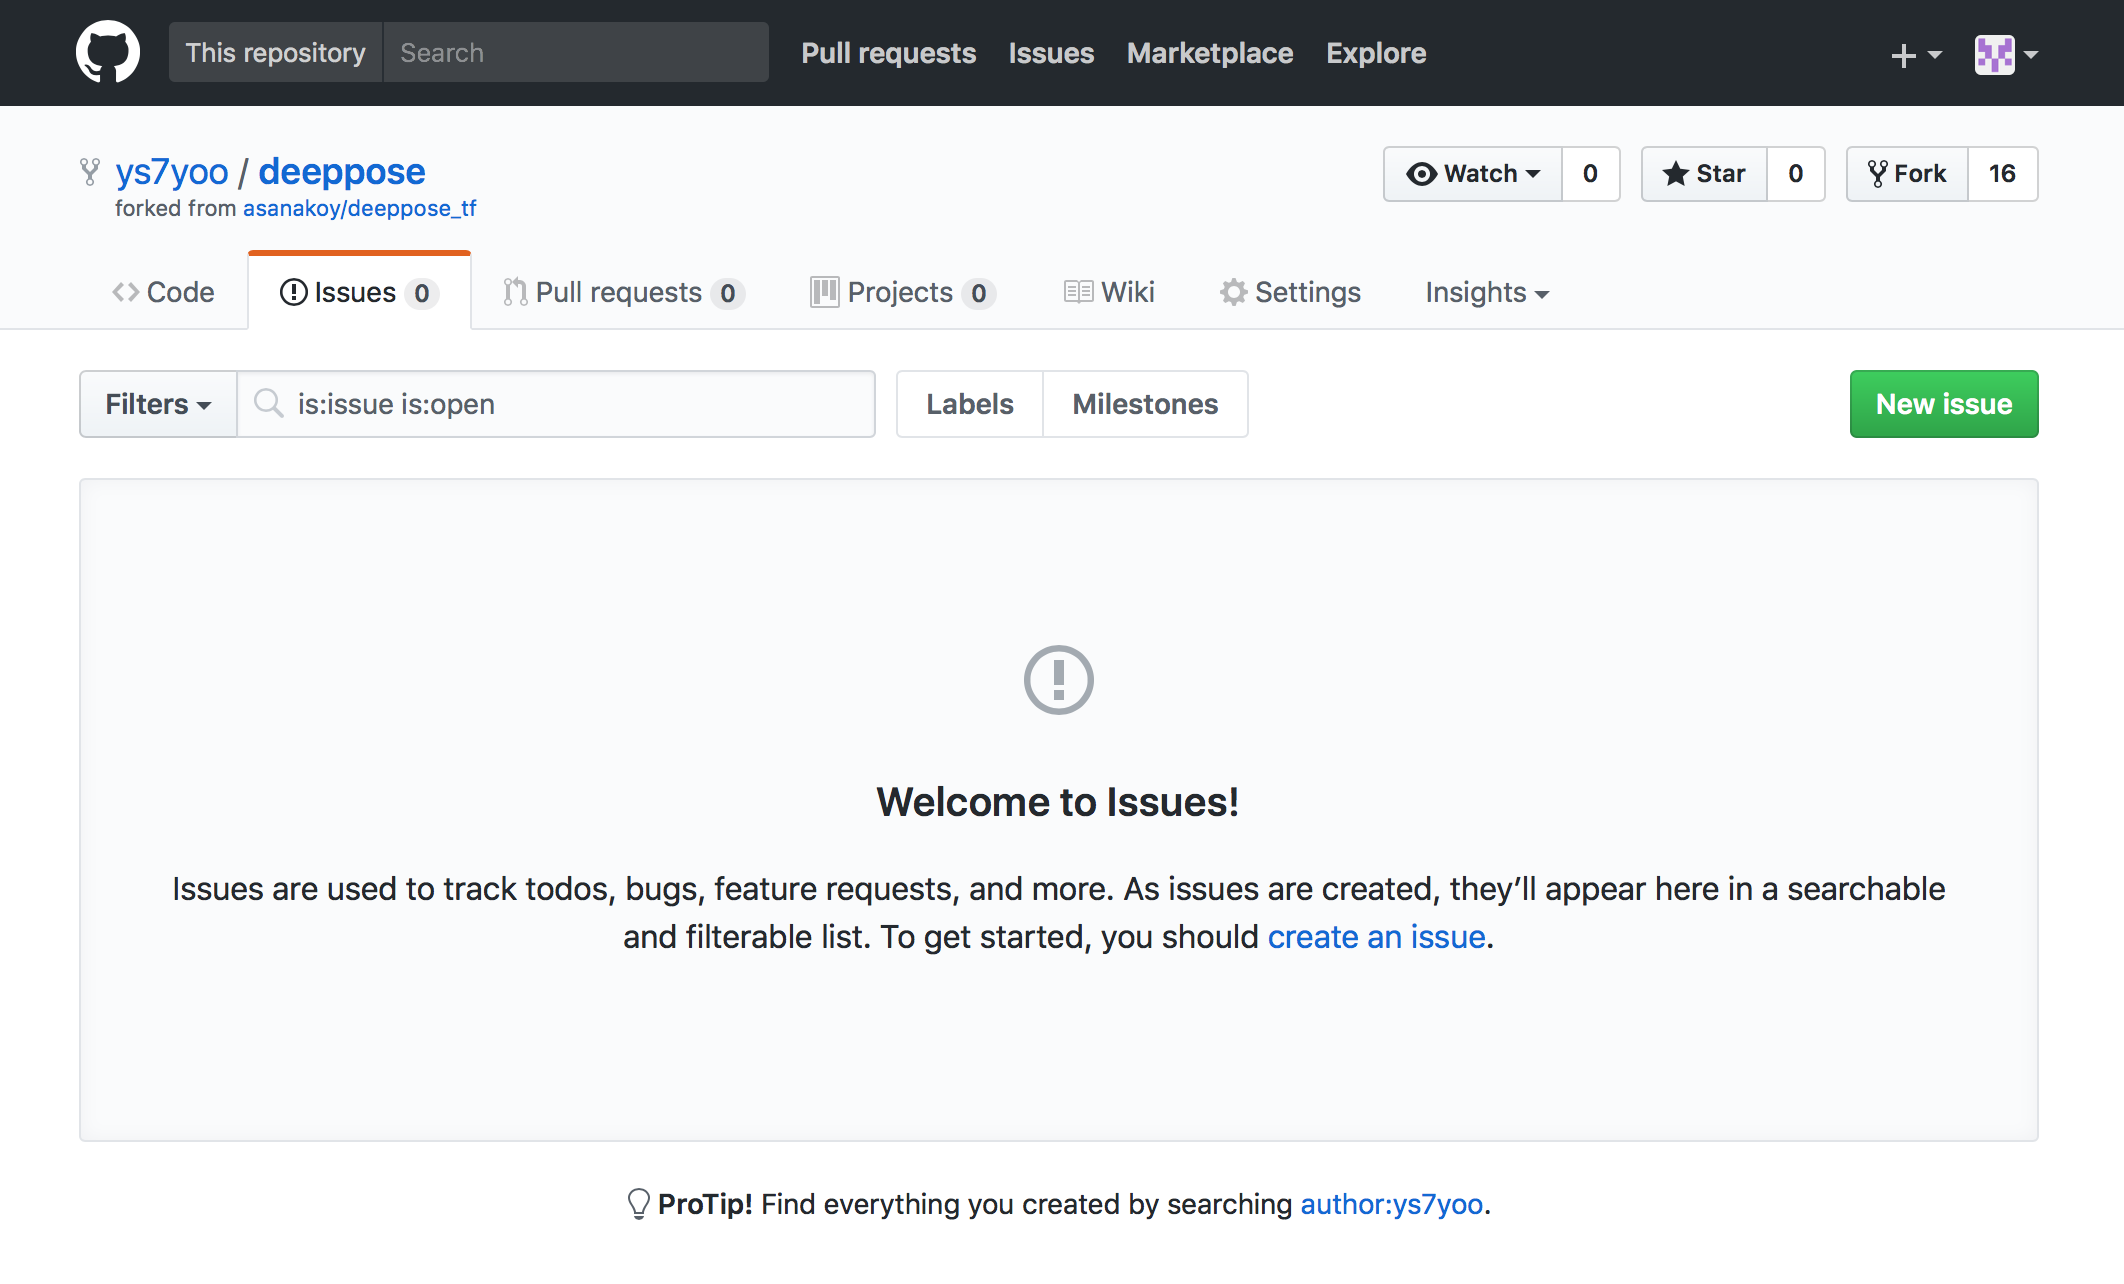 This repository Search Pull requests Issues Marketplace Explore
ys7yoo / deeppose Watch 0 Star 0 Fork 16
forked from asanakoy/deeppose_tf
Code Issues 0 Pull requests 0 Projects 0 Wiki Settings Insights
Filters is:issue is:open Labels Milestones New issue
Welcome to Issues!
Issues are used to track todos, bugs, feature requests, and more. As issues are created, they’ll appear here in a searchable
and filterable list. To get started, you should create an issue.
ProTip! Find everything you created by searching author:ys7yoo.